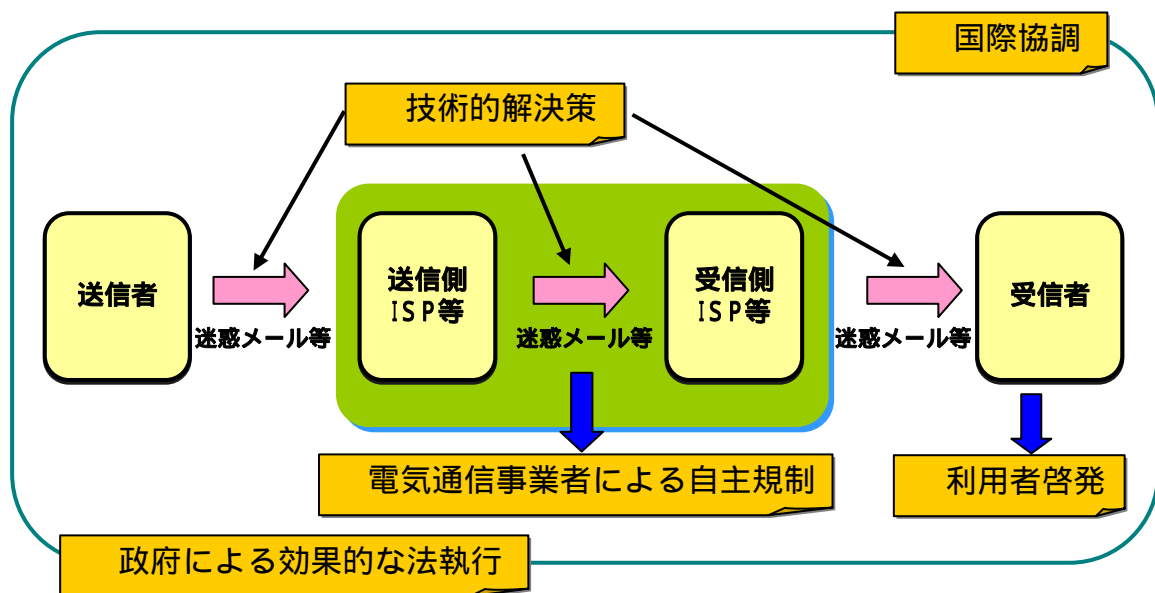 国際協調
技術的解決策
送信者
送信側
ISP等
受信側
ISP等
受信者
迷惑メール等
迷惑メール等
迷惑メール等
電気通信事業者による自主規制
利用者啓発
政府による効果的な法執行